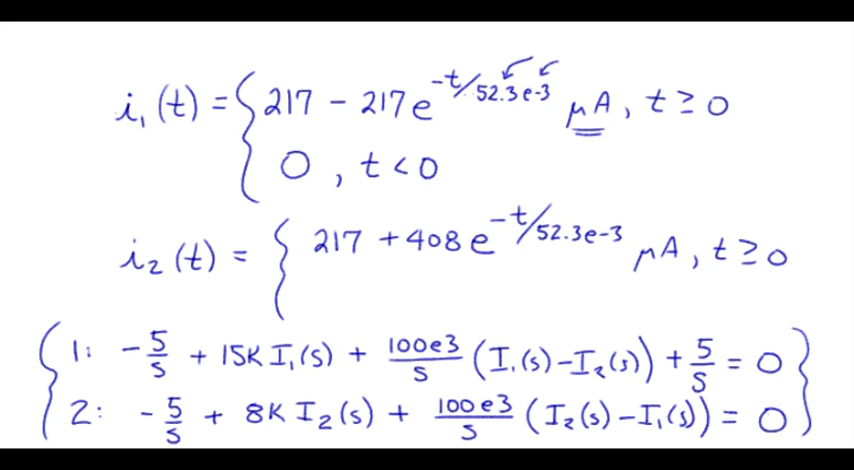 i₁(t) = { 217 - 217e^(-t/52.3e-3) μA, t ≥ 0
0, t < 0
i₂(t) = { 217 + 408e^(-t/52.3e-3) μA, t ≥ 0
1: -5/s + 15K I₁(s) + 100e3/s (I₁(s) - I₂(s)) + 5/s = 0
2: -5/s + 8K I₂(s) + 100e3/s (I₂(s) - I₁(s)) = 0